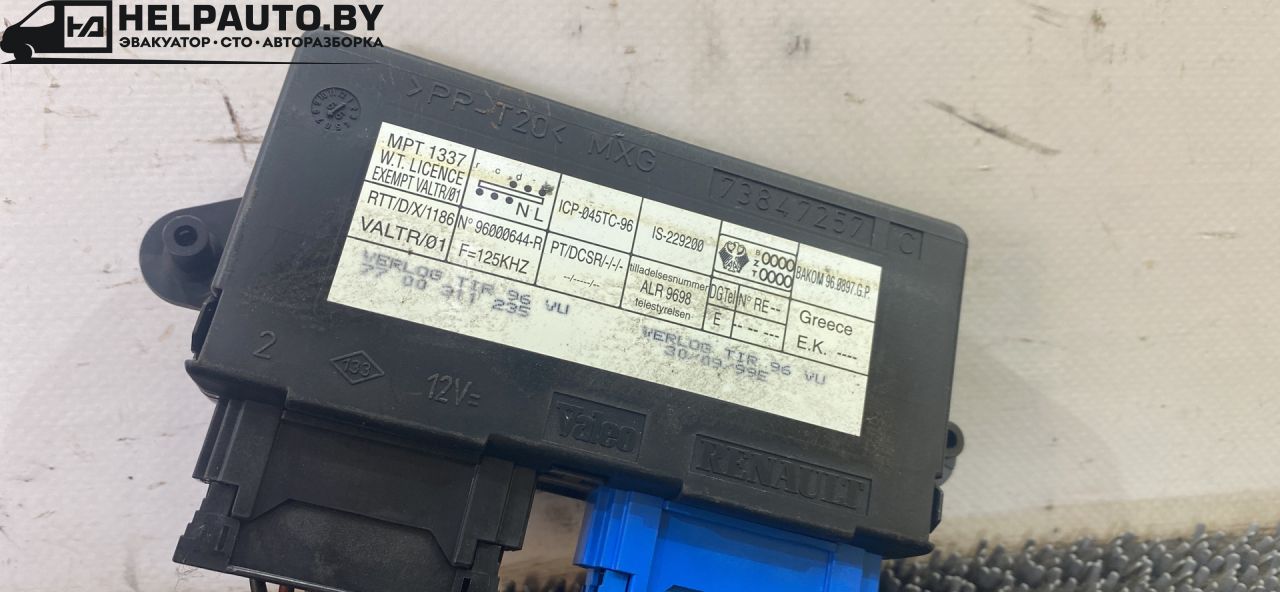 HELPAUTO.BY
ЭВАКУАТОР · СТО · АВТОРАЗБОРКА
>PP-T20< MXG 73847257 C
MPT 1337
W.T. LICENCE
EXEMPT VALTR/01
r c d
N L
ICP-045TC-96
IS-229200
B 0000
Z
T 0000
BAKOM 96.0897.G.P
RTT/D/X/1186
VALTR/01
N° 96000644-R
F=125KHZ
PT/DCSR/-/-/-
--/----/--
tilladelsesnummer
ALR 9698
telestyrelsen
DGTel
E
N° RE--
-- -- ---
Greece
E.K. ----
VERLOG TIR 96 VU
77 00 311 235
VERLOG TIR 96 VU
30/09/99E
2
133
12V=
Valeo
RENAULT